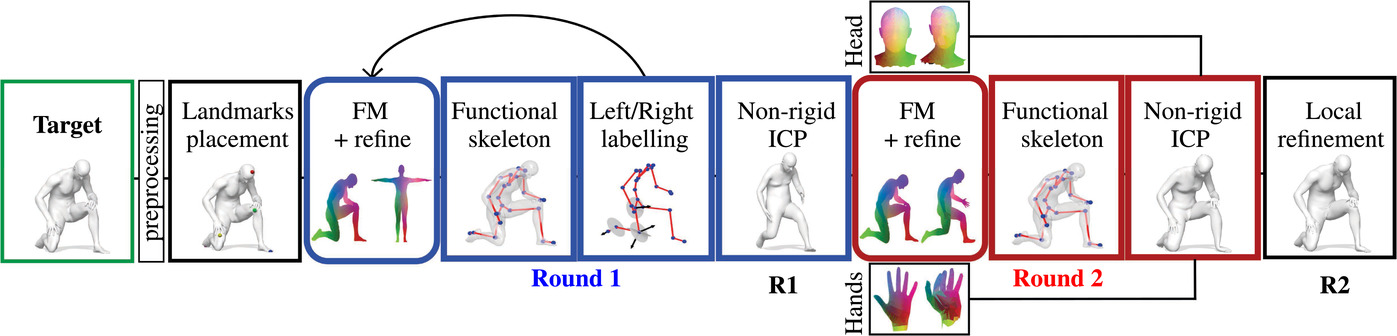 Target
preprocessing
Landmarks
placement
FM
+ refine
Functional
skeleton
Left/Right
labelling
Round 1
Non-rigid
ICP
R1
Head
FM
+ refine
Hands
Functional
skeleton
Round 2
Non-rigid
ICP
Local
refinement
R2